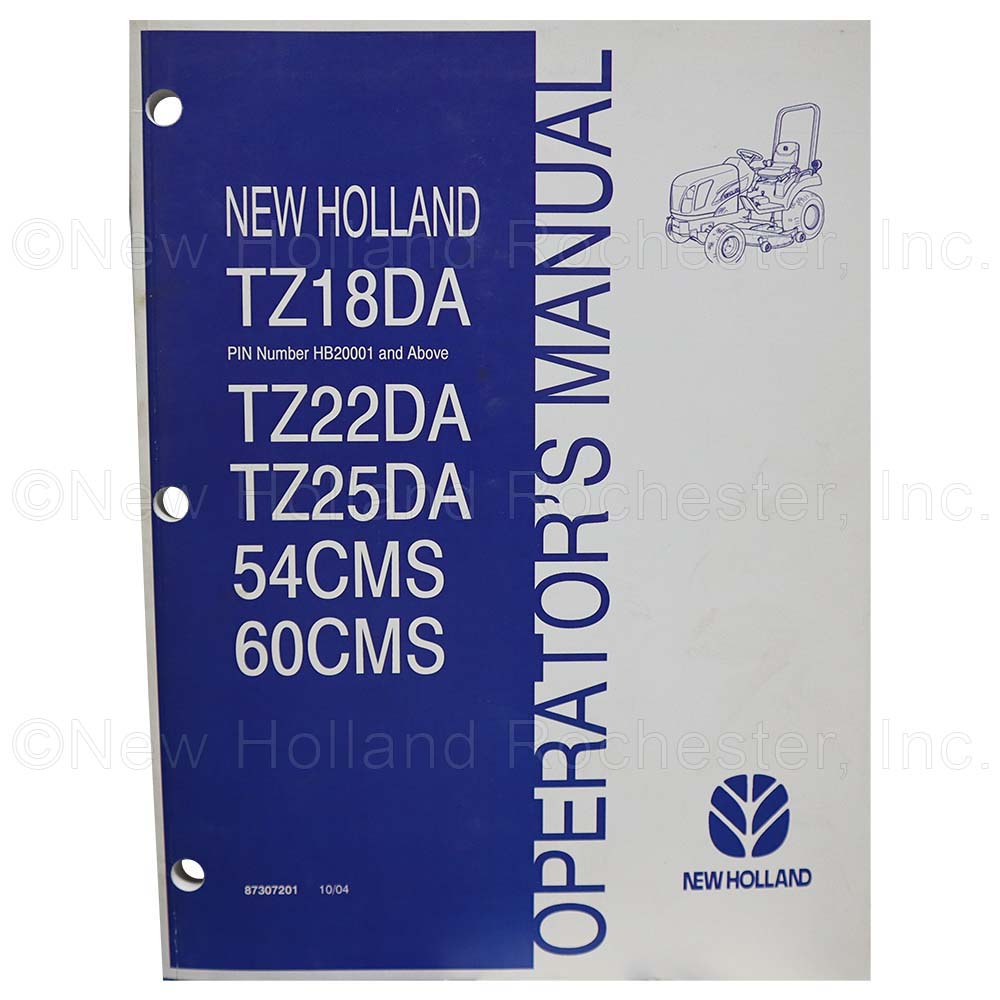 NEW HOLLAND
TZ18DA
PIN Number HB20001 and Above
TZ22DA
TZ25DA
54CMS
60CMS
87307201 10/04
OPERATOR'S MANUAL
NEW HOLLAND
©New Holland Rochester, Inc.
©New Holland Rochester, Inc.
©New Holland Rochester, Inc.